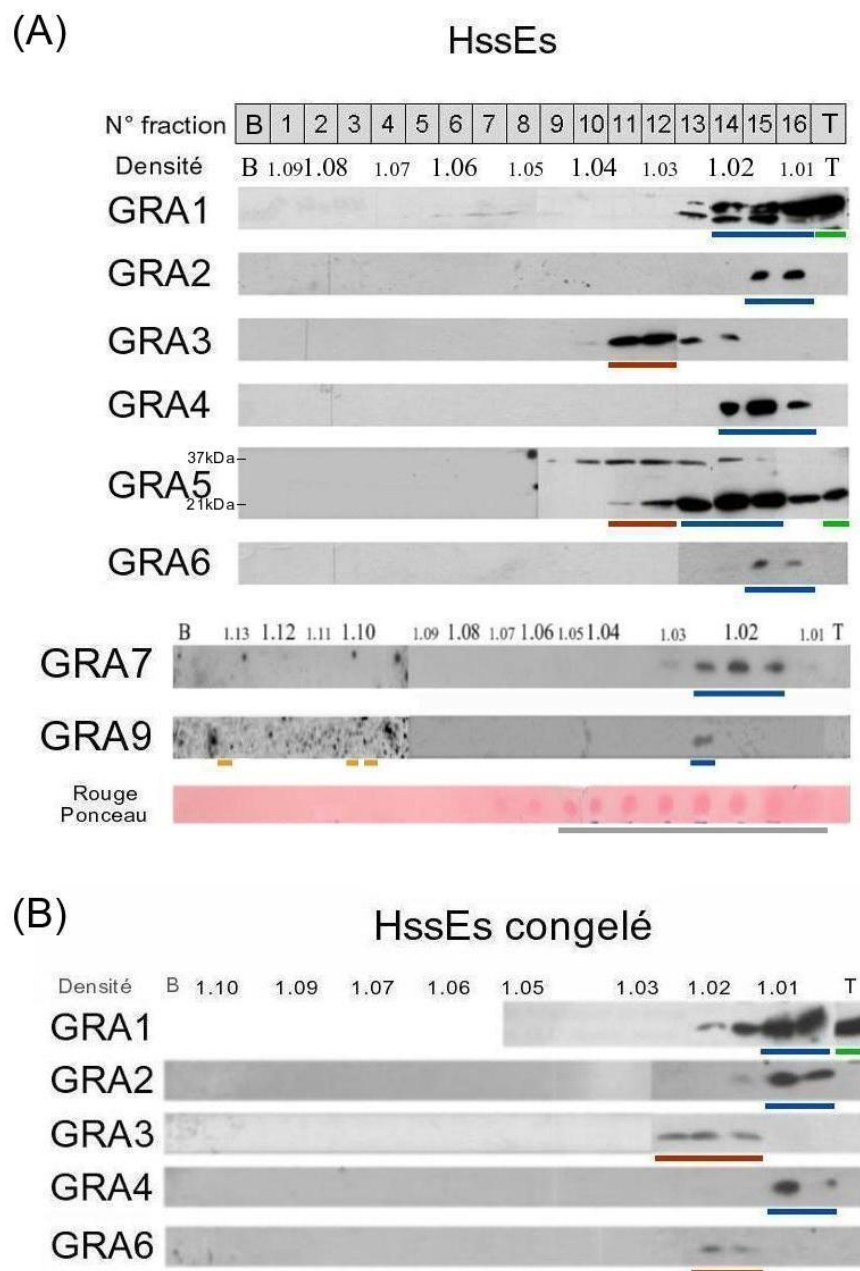 (A)
HssEs
N° fraction B 1 2 3 4 5 6 7 8 9 10 11 12 13 14 15 16 T
Densité B 1.09 1.08 1.07 1.06 1.05 1.04 1.03 1.02 1.01 T
GRA1
GRA2
GRA3
GRA4
37kDa–
GRA5
21kDa–
GRA6
B 1.13 1.12 1.11 1.10 1.09 1.08 1.07 1.06 1.05 1.04 1.03 1.02 1.01 T
GRA7
GRA9
Rouge
Ponceau
(B)
HssEs congelé
Densité B 1.10 1.09 1.07 1.06 1.05 1.03 1.02 1.01 T
GRA1
GRA2
GRA3
GRA4
GRA6